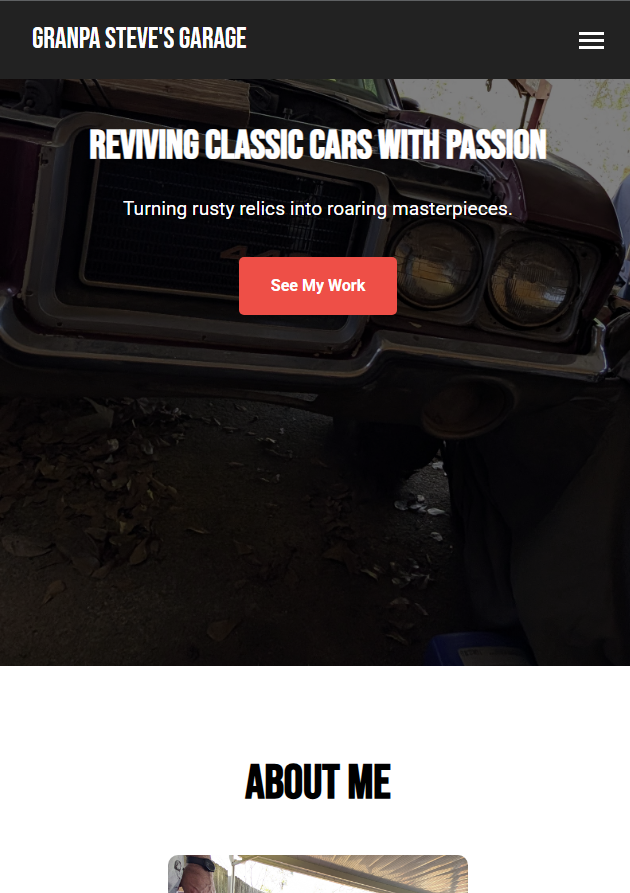 GRANPA STEVE'S GARAGE
REVIVING CLASSIC CARS WITH PASSION
Turning rusty relics into roaring masterpieces.
See My Work
ABOUT ME